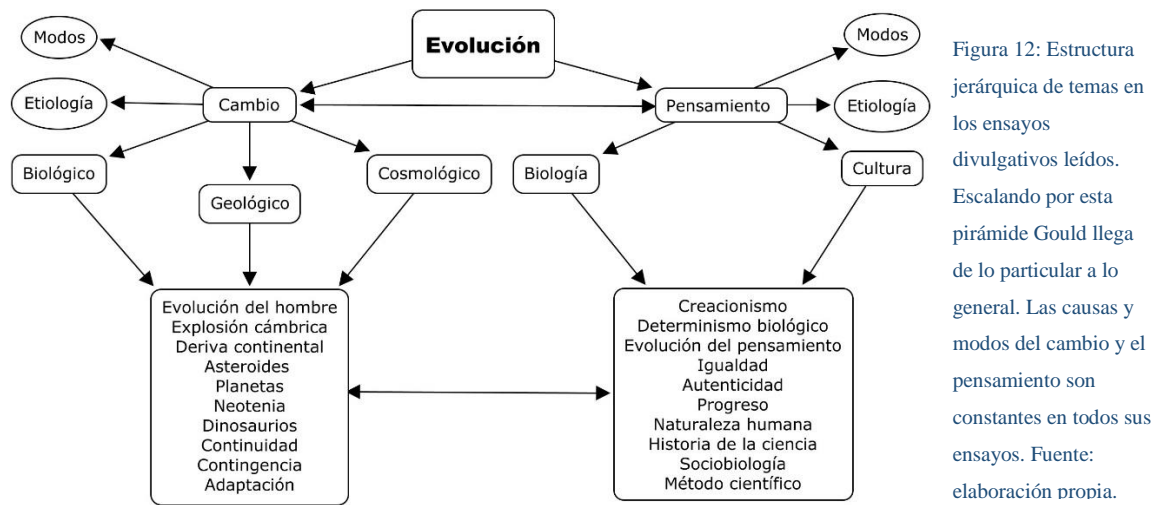 Evolución
Modos
Etiología
Cambio
Pensamiento
Modos
Etiología
Biológico
Geológico
Cosmológico
Biología
Cultura
Evolución del hombre
Explosión cámbrica
Deriva continental
Asteroides
Planetas
Neotenia
Dinosaurios
Continuidad
Contingencia
Adaptación
Creacionismo
Determinismo biológico
Evolución del pensamiento
Igualdad
Autenticidad
Progreso
Naturaleza humana
Historia de la ciencia
Sociobiología
Método científico
Figura 12: Estructura
jerárquica de temas en
los ensayos
divulgativos leídos.
Escalando por esta
pirámide Gould llega
de lo particular a lo
general. Las causas y
modos del cambio y el
pensamiento son
constantes en todos sus
ensayos. Fuente:
elaboración propia.